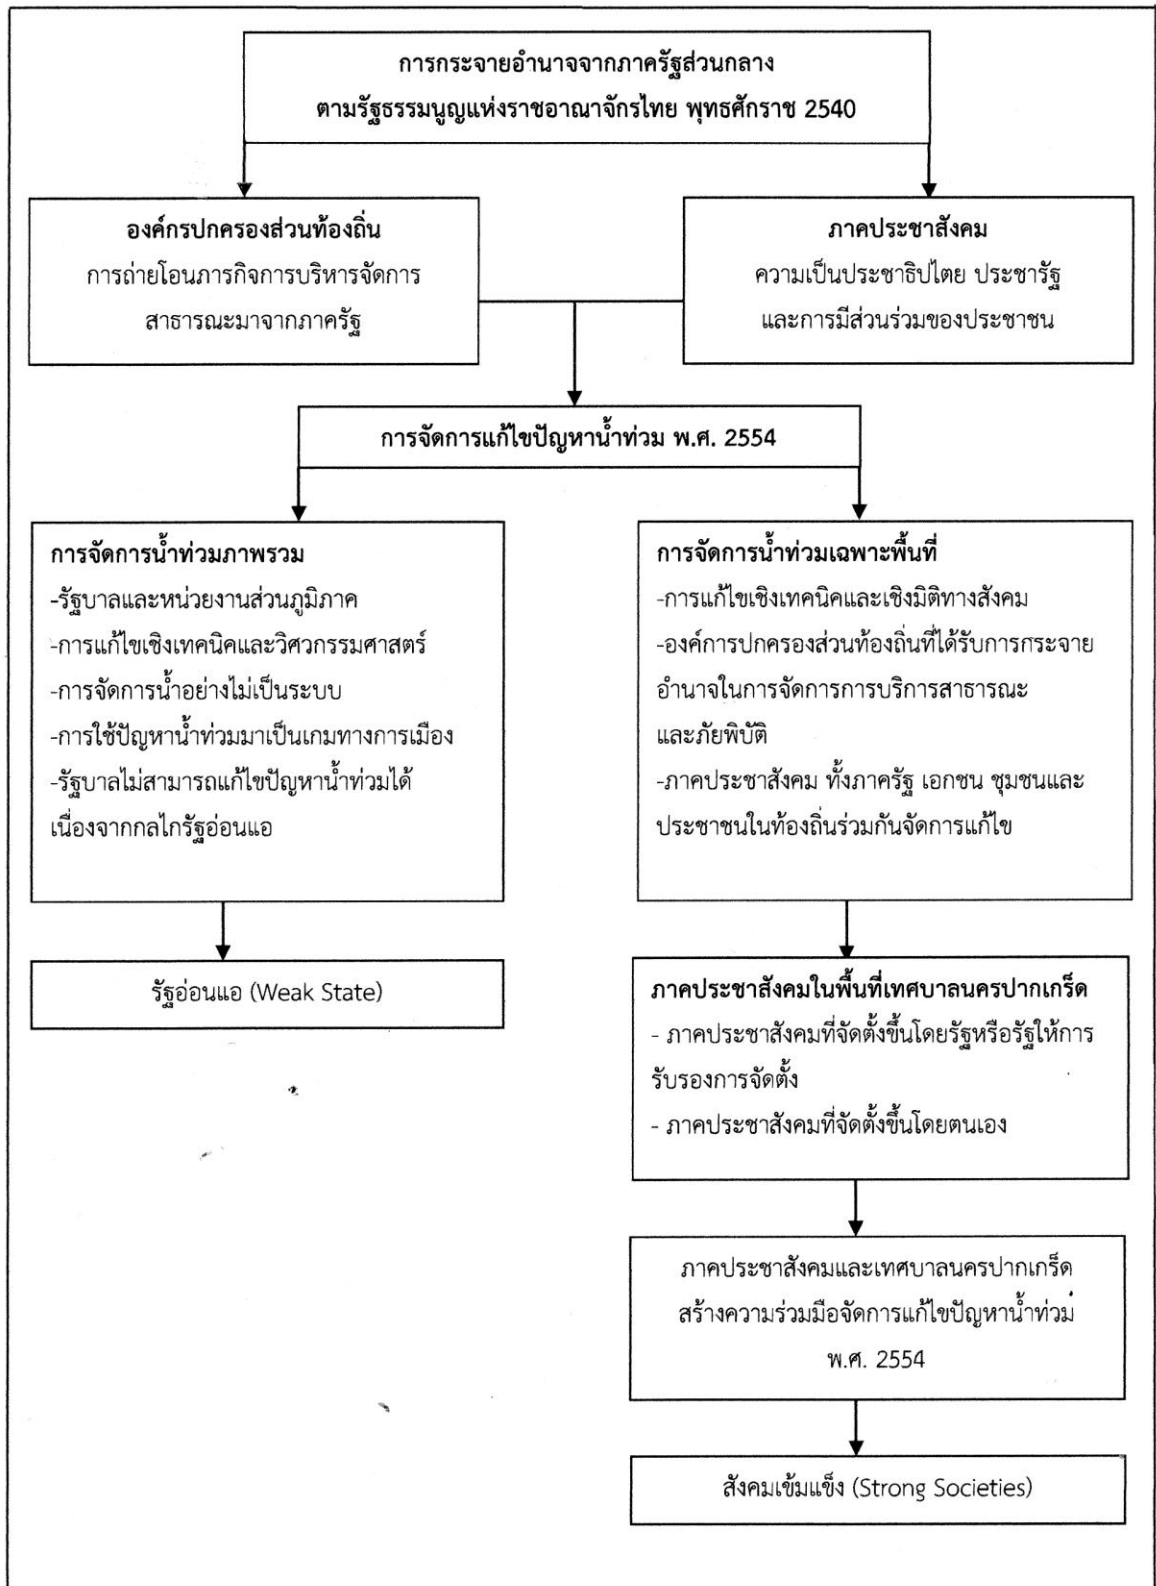 การกระจายอำนาจจากภาครัฐส่วนกลาง
ตามรัฐธรรมนูญแห่งราชอาณาจักรไทย พุทธศักราช 2540
องค์กรปกครองส่วนท้องถิ่น
การถ่ายโอนภารกิจการบริหารจัดการ
สาธารณะมาจากภาครัฐ
ภาคประชาสังคม
ความเป็นประชาธิปไตย ประชารัฐ
และการมีส่วนร่วมของประชาชน
การจัดการแก้ไขปัญหาน้ำท่วม พ.ศ. 2554
การจัดการน้ำท่วมภาพรวม
-รัฐบาลและหน่วยงานส่วนภูมิภาค
-การแก้ไขเชิงเทคนิคและวิศวกรรมศาสตร์
-การจัดการน้ำอย่างไม่เป็นระบบ
-การใช้ปัญหาน้ำท่วมมาเป็นเกมทางการเมือง
-รัฐบาลไม่สามารถแก้ไขปัญหาน้ำท่วมได้
เนื่องจากกลไกรัฐอ่อนแอ
รัฐอ่อนแอ (Weak State)
การจัดการน้ำท่วมเฉพาะพื้นที่
-การแก้ไขเชิงเทคนิคและเชิงมิติทางสังคม
-องค์การปกครองส่วนท้องถิ่นที่ได้รับการกระจาย
อำนาจในการจัดการการบริการสาธารณะ
และภัยพิบัติ
-ภาคประชาสังคม ทั้งภาครัฐ เอกชน ชุมชนและ
ประชาชนในท้องถิ่นร่วมกันจัดการแก้ไข
ภาคประชาสังคมในพื้นที่เทศบาลนครปากเกร็ด
- ภาคประชาสังคมที่จัดตั้งขึ้นโดยรัฐหรือรัฐให้การ
รับรองการจัดตั้ง
- ภาคประชาสังคมที่จัดตั้งขึ้นโดยตนเอง
ภาคประชาสังคมและเทศบาลนครปากเกร็ด
สร้างความร่วมมือจัดการแก้ไขปัญหาน้ำท่วม
พ.ศ. 2554
สังคมเข้มแข็ง (Strong Societies)